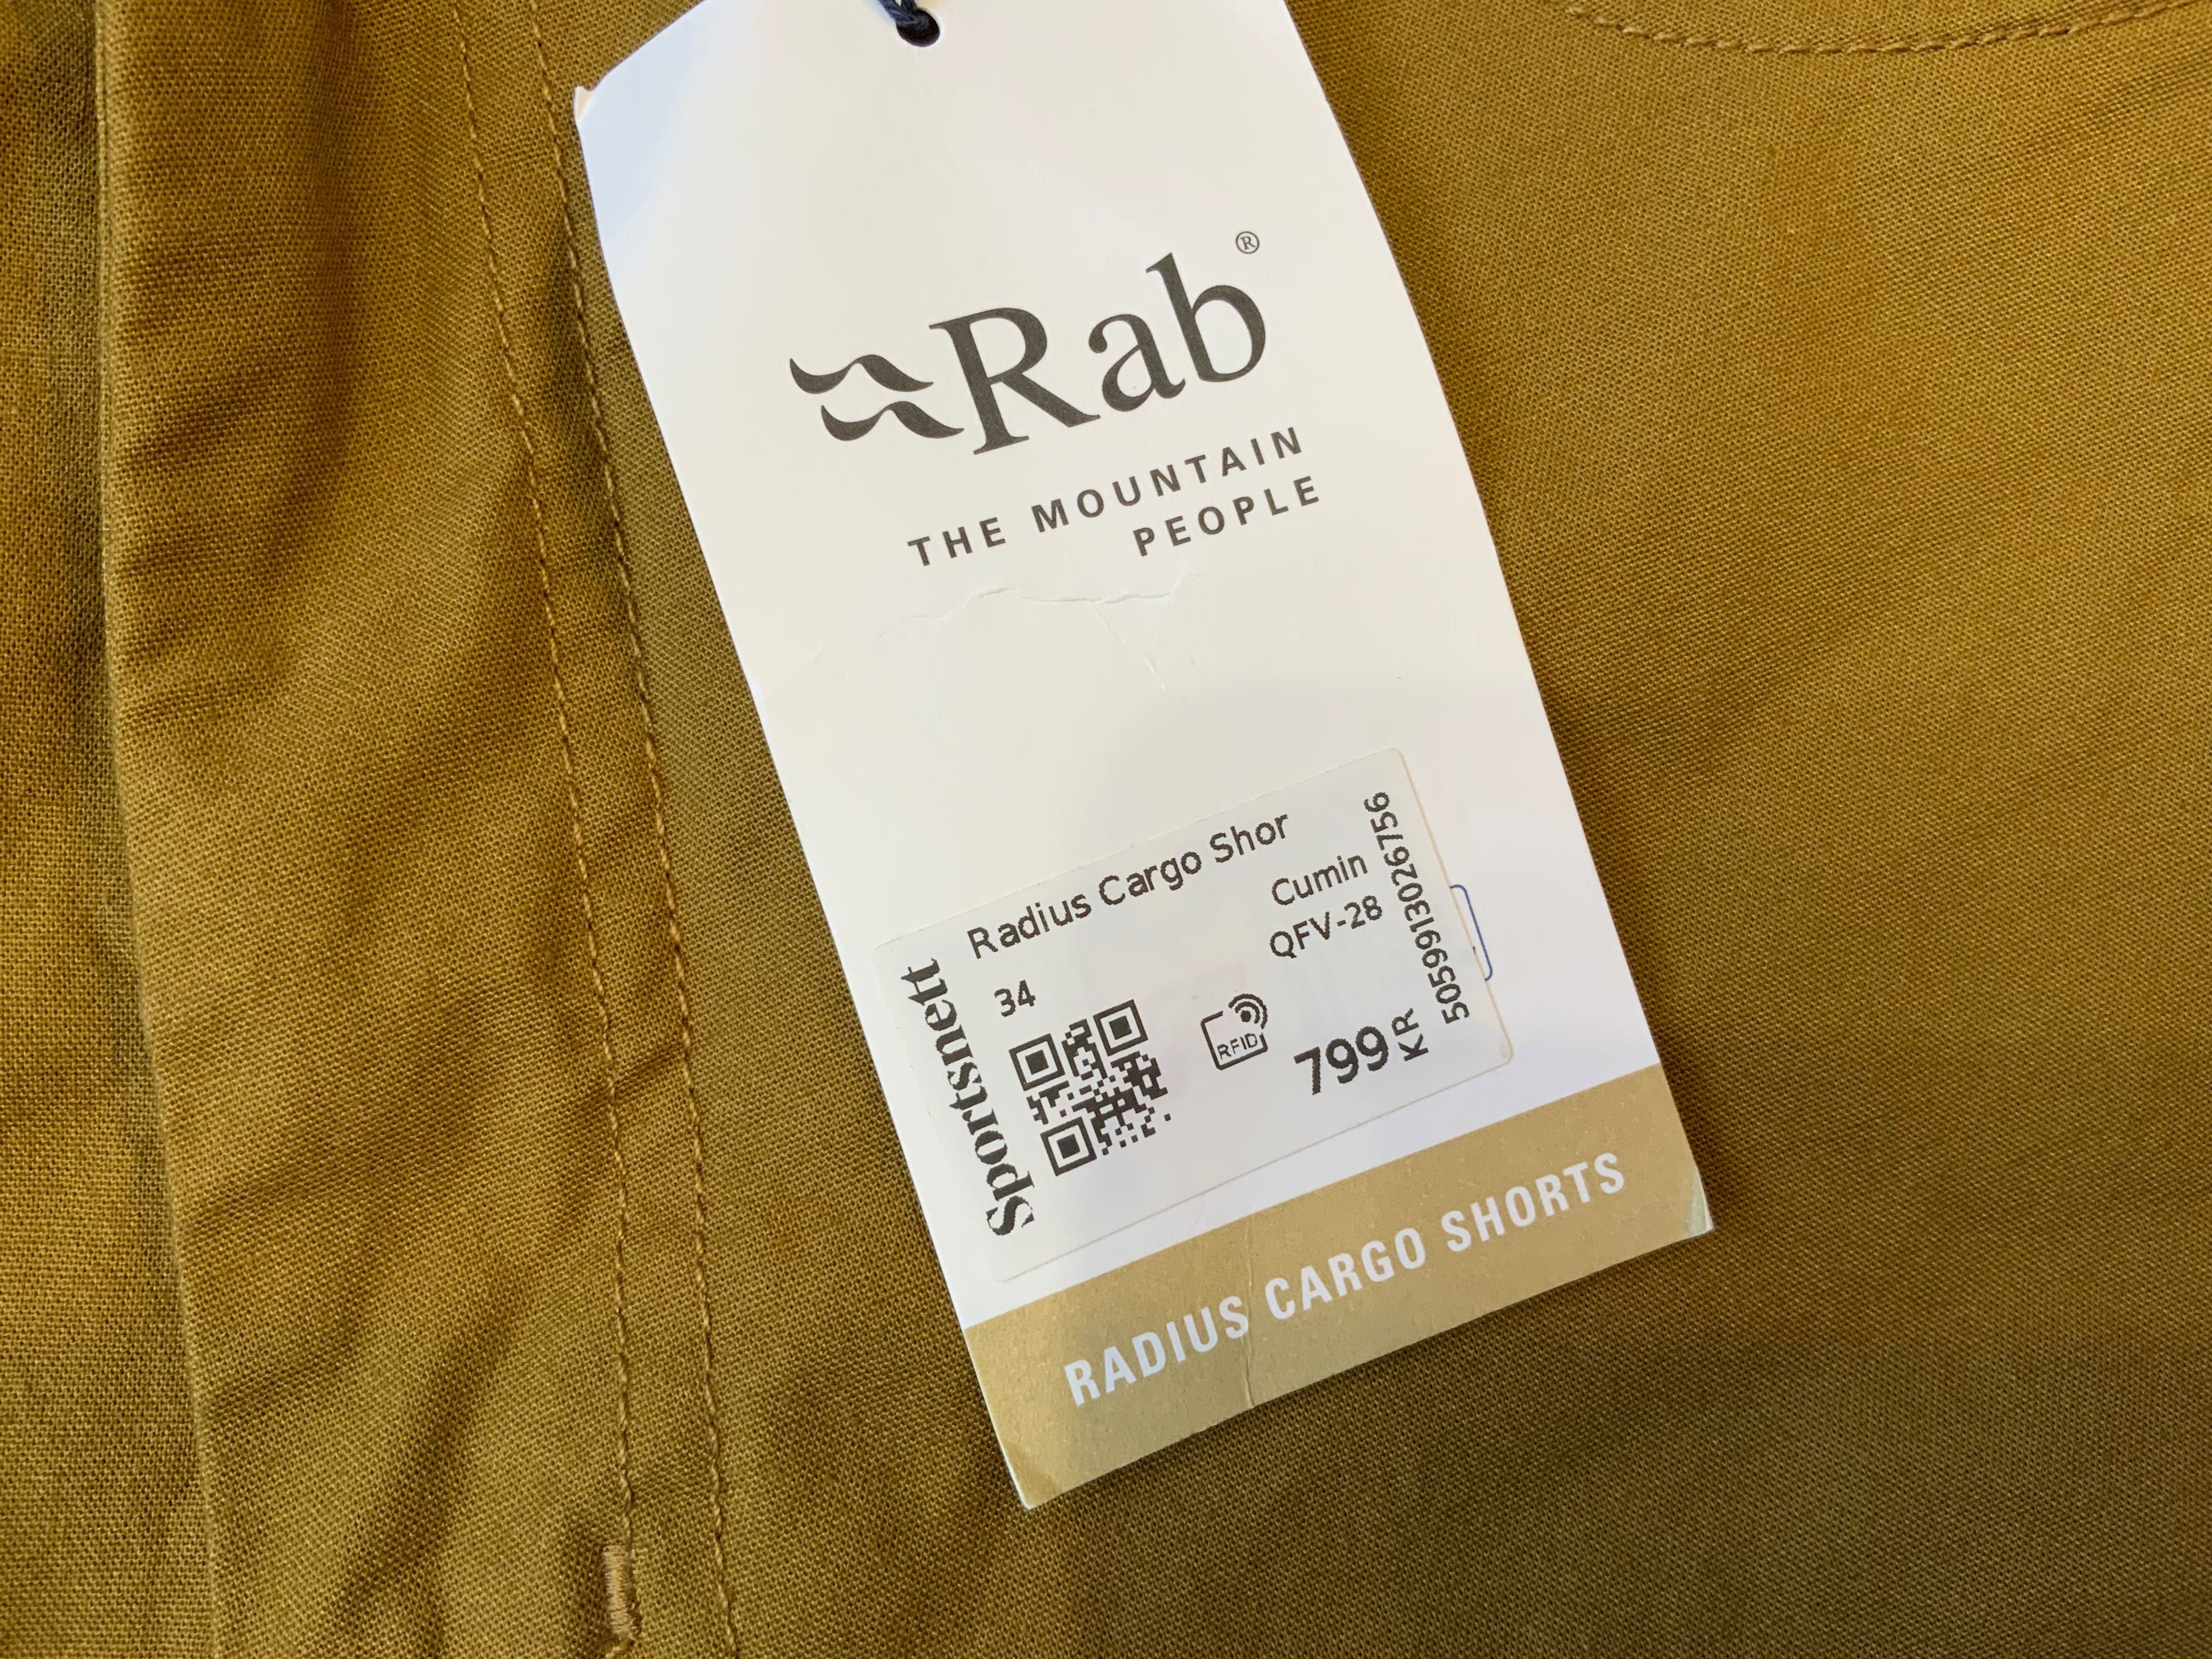 Rab®
THE MOUNTAIN
PEOPLE
Sportsnett
Radius Cargo Shor
Cumin
34
QFV-28
5059913026756
RFID
799 KR
RADIUS CARGO SHORTS